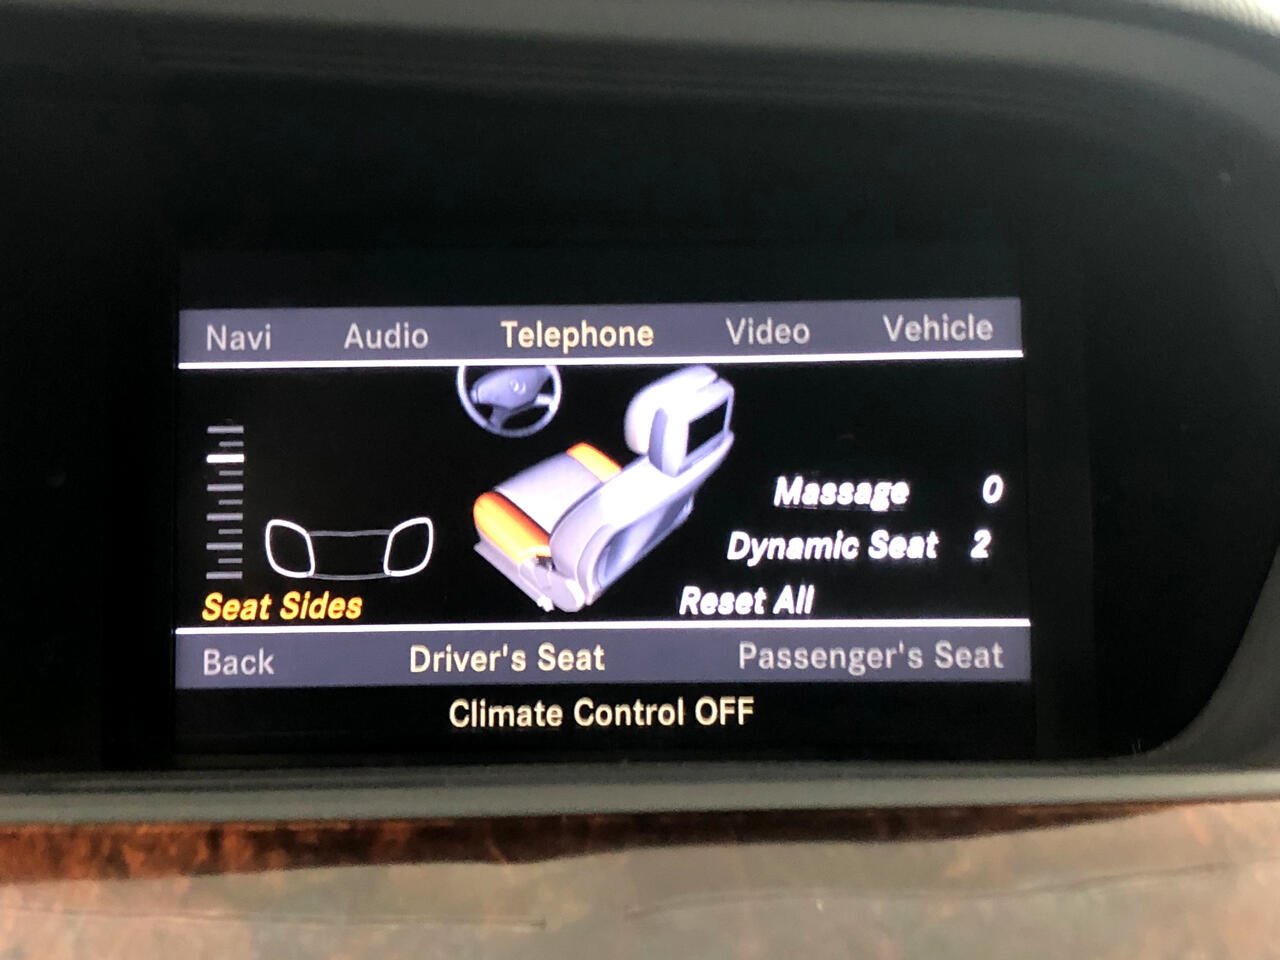 Navi Audio Telephone Video Vehicle
Massage 0
Dynamic Seat 2
Seat Sides Reset All
Back Driver's Seat Passenger's Seat
Climate Control OFF